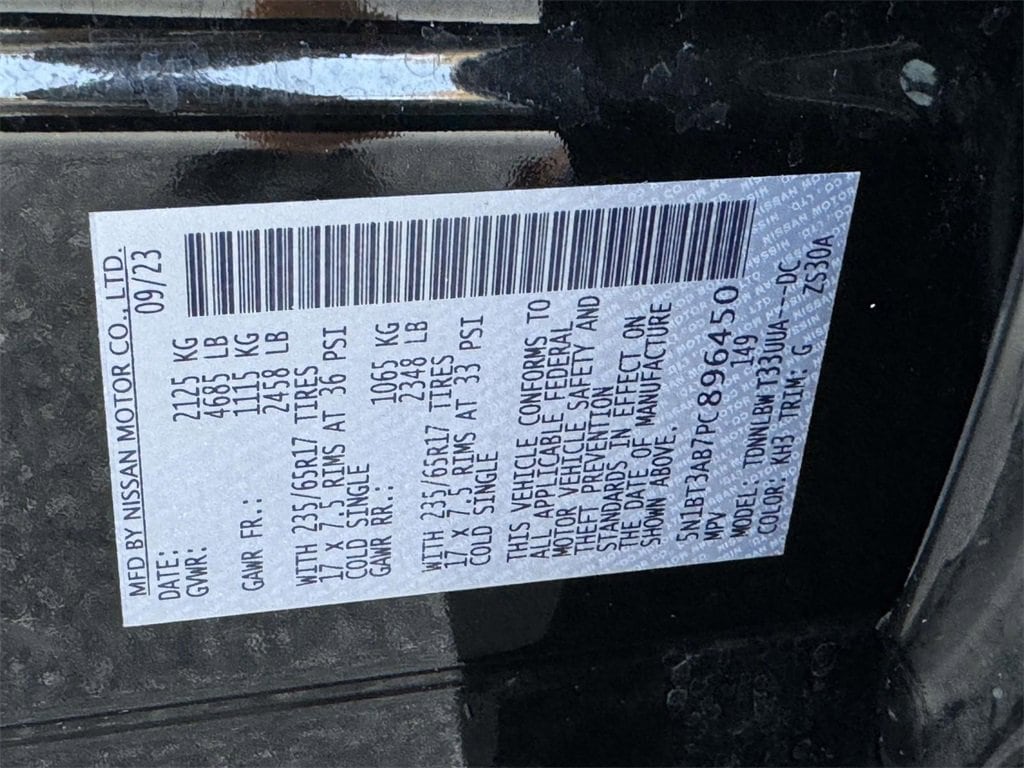 MFD BY NISSAN MOTOR CO., LTD.
DATE: 09/23
GVWR: 2125 KG
4685 LB
GAWR FR.: 1115 KG
2458 LB
WITH 235/65R17 TIRES
17 X 7.5 RIMS AT 36 PSI
COLD SINGLE
GAWR RR.: 1065 KG
2348 LB
WITH 235/65R17 TIRES
17 X 7.5 RIMS AT 33 PSI
COLD SINGLE
THIS VEHICLE CONFORMS TO
ALL APPLICABLE FEDERAL
MOTOR VEHICLE SAFETY AND
THEFT PREVENTION
STANDARDS IN EFFECT ON
THE DATE OF MANUFACTURE
SHOWN ABOVE.
5N1BT3AB7PC896450
MPV 149
MODEL TDWNLBWT33UUA---DC
COLOR: KH3 TRIM: G ZS30A